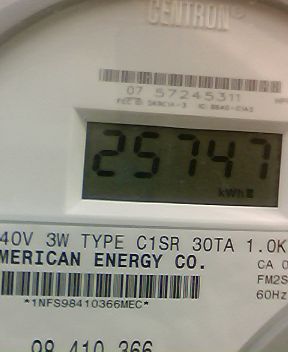 CENTRON®
07 57245311
25747
kWh
40V 3W TYPE C1SR 30TA 1.0K
MERICAN ENERGY CO.
CA 0
FM2S
60Hz
*1NFS98410366MEC*
98 410 366